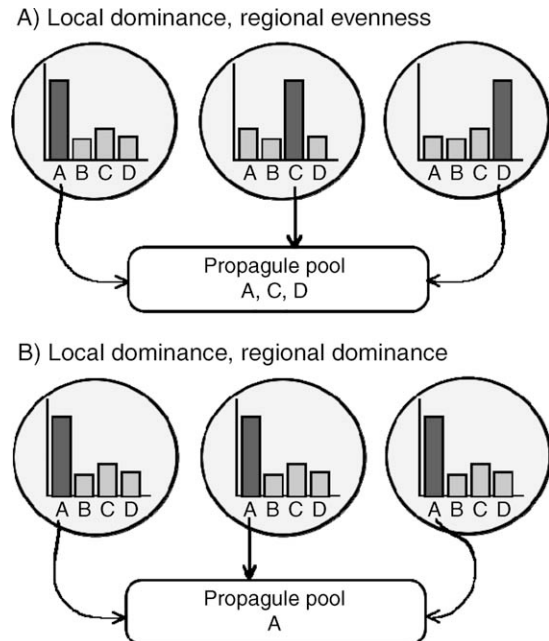 A) Local dominance, regional evenness
A B C D
A B C D
A B C D
Propagule pool
A, C, D
B) Local dominance, regional dominance
A B C D
A B C D
A B C D
Propagule pool
A